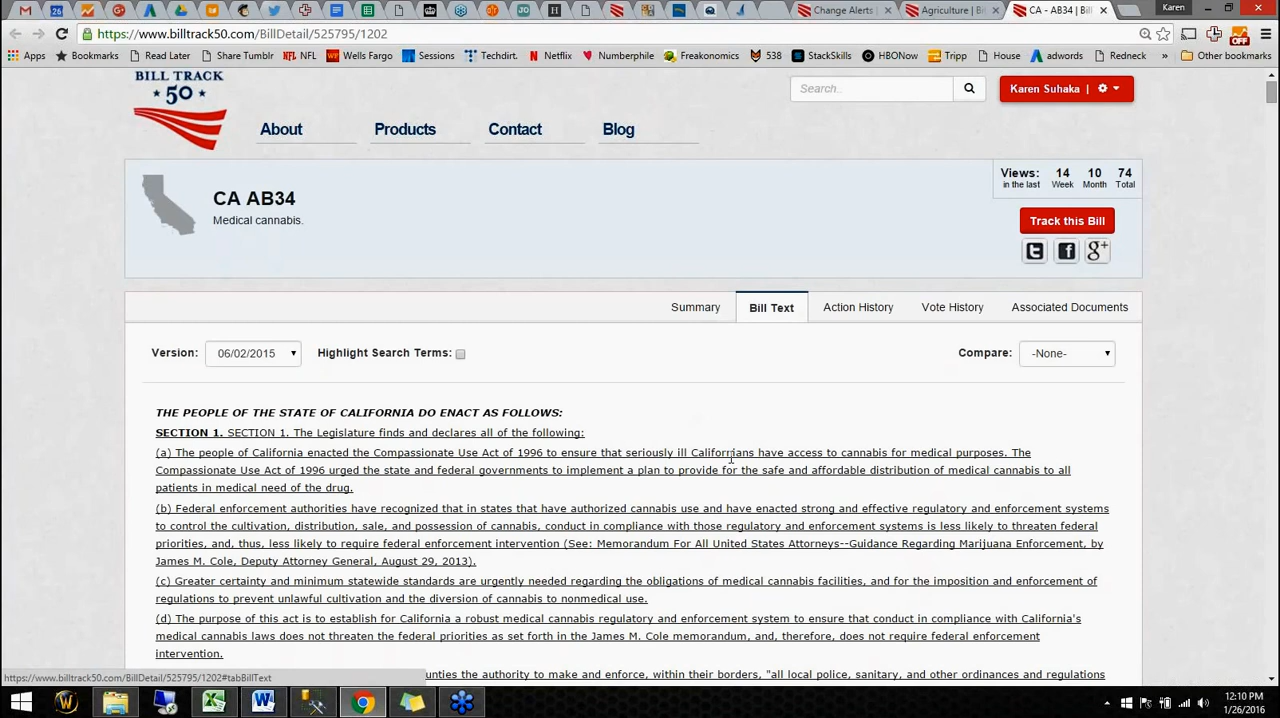 Change Alerts |
Agriculture | Bi
CA - AB34 | Bill
Karen
https://www.billtrack50.com/BillDetail/525795/1202
Apps
Bookmarks
Read Later
Share Tumblr
NFL
Wells Fargo
Sessions
Techdirt.
Netflix
Numberphile
Freakonomics
538
StackSkills
HBONow
Tripp
House
adwords
Redneck
»
Other bookmarks
OFF
BILL TRACK
50
Search...
Karen Suhaka |
About
Products
Contact
Blog
CA AB34
Medical cannabis.
Views:
in the last
14
Week
10
Month
74
Total
Track this Bill
Summary
Bill Text
Action History
Vote History
Associated Documents
Version:
06/02/2015
Highlight Search Terms:
Compare:
-None-
THE PEOPLE OF THE STATE OF CALIFORNIA DO ENACT AS FOLLOWS:
SECTION 1. SECTION 1. The Legislature finds and declares all of the following:
(a) The people of California enacted the Compassionate Use Act of 1996 to ensure that seriously ill Californians have access to cannabis for medical purposes. The
Compassionate Use Act of 1996 urged the state and federal governments to implement a plan to provide for the safe and affordable distribution of medical cannabis to all
patients in medical need of the drug.
(b) Federal enforcement authorities have recognized that in states that have authorized cannabis use and have enacted strong and effective regulatory and enforcement systems
to control the cultivation, distribution, sale, and possession of cannabis, conduct in compliance with those regulatory and enforcement systems is less likely to threaten federal
priorities, and, thus, less likely to require federal enforcement intervention (See: Memorandum For All United States Attorneys--Guidance Regarding Marijuana Enforcement, by
James M. Cole, Deputy Attorney General, August 29, 2013).
(c) Greater certainty and minimum statewide standards are urgently needed regarding the obligations of medical cannabis facilities, and for the imposition and enforcement of
regulations to prevent unlawful cultivation and the diversion of cannabis to nonmedical use.
(d) The purpose of this act is to establish for California a robust medical cannabis regulatory and enforcement system to ensure that conduct in compliance with California's
medical cannabis laws does not threaten the federal priorities as set forth in the James M. Cole memorandum, and, therefore, does not require federal enforcement
intervention.
unties the authority to make and enforce, within their borders, "all local police, sanitary, and other ordinances and regulations
https://www.billtrack50.com/BillDetail/525795/1202#tabBillText
12:10 PM
1/26/2016